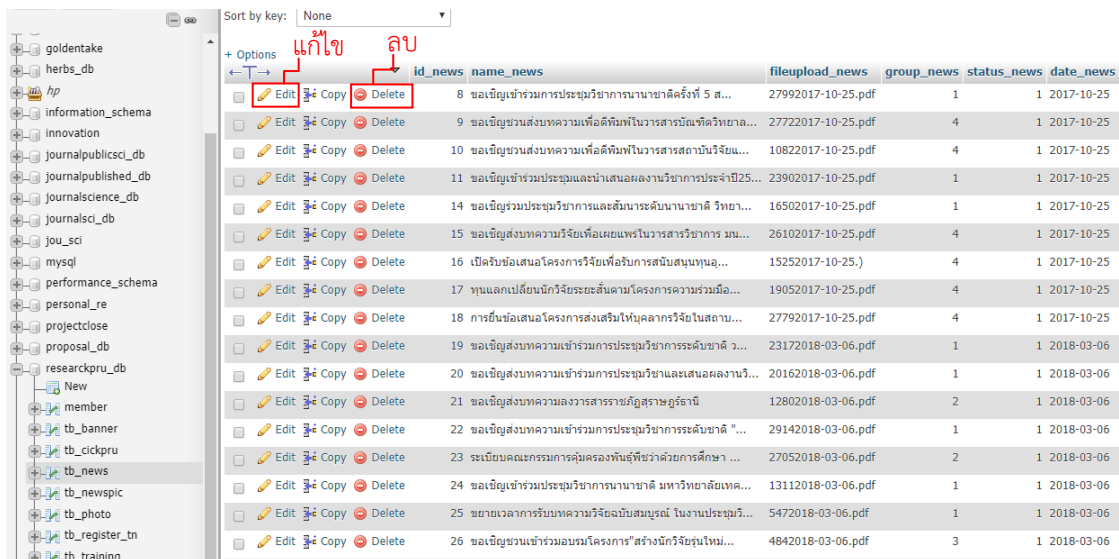 Sort by key: None
+ Options
แก้ไข
ลบ
goldentake
herbs_db
hp
information_schema
innovation
journalpublicsci_db
journalpublished_db
journalscience_db
journalsci_db
jou_sci
mysql
performance_schema
personal_re
projectclose
proposal_db
researckpru_db
New
member
tb_banner
tb_cickpru
tb_news
tb_newspic
tb_photo
tb_register_tn
tb_training
←T→ id_news name_news fileupload_news group_news status_news date_news
Edit Copy Delete 8 ขอเชิญเข้าร่วมการประชุมวิชาการนานาชาติครั้งที่ 5 ส... 27992017-10-25.pdf 1 1 2017-10-25
Edit Copy Delete 9 ขอเชิญชวนส่งบทความเพื่อตีพิมพ์ในวารสารบัณฑิตวิทยาล... 27722017-10-25.pdf 4 1 2017-10-25
Edit Copy Delete 10 ขอเชิญชวนส่งบทความเพื่อตีพิมพ์ในวารสารสถาบันวิจัยแ... 10822017-10-25.pdf 4 1 2017-10-25
Edit Copy Delete 11 ขอเชิญเข้าร่วมประชุมและนำเสนอผลงานวิชาการประจำปี25... 23902017-10-25.pdf 1 1 2017-10-25
Edit Copy Delete 14 ขอเชิญร่วมประชุมวิชาการและสัมนาระดับนานาชาติ วิทยา... 16502017-10-25.pdf 1 1 2017-10-25
Edit Copy Delete 15 ขอเชิญส่งบทความวิจัยเพื่อเผยแพร่ในวารสารวิชาการ มน... 26102017-10-25.pdf 4 1 2017-10-25
Edit Copy Delete 16 เปิดรับข้อเสนอโครงการวิจัยเพื่อรับการสนับสนุนทุนอุ... 15252017-10-25.) 4 1 2017-10-25
Edit Copy Delete 17 ทุนแลกเปลี่ยนนักวิจัยระยะสั้นตามโครงการความร่วมมือ... 19052017-10-25.pdf 4 1 2017-10-25
Edit Copy Delete 18 การยื่นข้อเสนอโครงการส่งเสริมให้บุคลากรวิจัยในสถาบ... 27792017-10-25.pdf 4 1 2017-10-25
Edit Copy Delete 19 ขอเชิญส่งบทความเข้าร่วมการประชุมวิชาการระดับชาติ ว... 23172018-03-06.pdf 1 1 2018-03-06
Edit Copy Delete 20 ขอเชิญส่งบทความเข้าร่วมการประชุมวิชาและเสนอผลงานวิ... 20162018-03-06.pdf 1 1 2018-03-06
Edit Copy Delete 21 ขอเชิญส่งบทความลงวารสารราชภัฏสุราษฎร์ธานี 12802018-03-06.pdf 2 1 2018-03-06
Edit Copy Delete 22 ขอเชิญส่งบทความเข้าร่วมการประชุมวิชาการระดับชาติ "... 29142018-03-06.pdf 1 1 2018-03-06
Edit Copy Delete 23 ระเบียบคณะกรรมการคุ้มครองพันธุ์พืชว่าด้วยการศึกษา ... 27052018-03-06.pdf 2 1 2018-03-06
Edit Copy Delete 24 ขอเชิญเข้าร่วมประชุมวิชาการนานาชาติ มหาวิทยาลัยเทค... 13112018-03-06.pdf 1 1 2018-03-06
Edit Copy Delete 25 ขยายเวลาการรับบทความวิจัยฉบับสมบูรณ์ ในงานประชุมวิ... 5472018-03-06.pdf 1 1 2018-03-06
Edit Copy Delete 26 ขอเชิญชวนเข้าร่วมอบรมโครงการ"สร้างนักวิจัยรุ่นใหม่... 4842018-03-06.pdf 3 1 2018-03-06